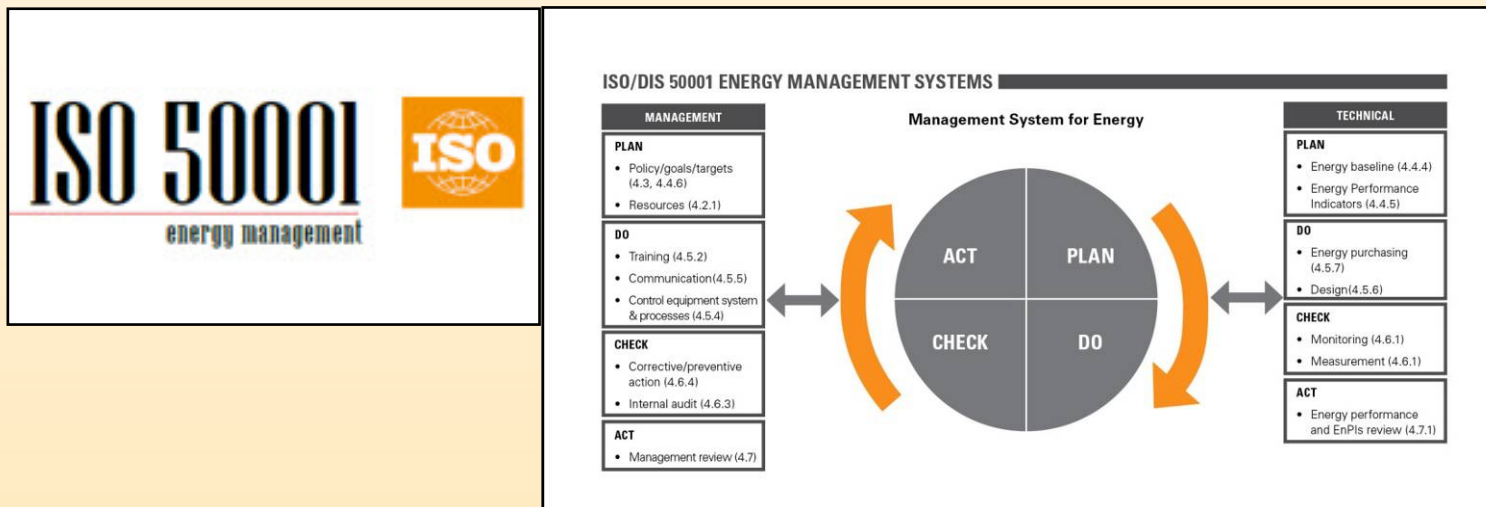 ISO 50001
ISO
energy management
ISO/DIS 50001 ENERGY MANAGEMENT SYSTEMS
MANAGEMENT
PLAN
• Policy/goals/targets
(4.3, 4.4.6)
• Resources (4.2.1)
DO
• Training (4.5.2)
• Communication(4.5.5)
• Control equipment system
& processes (4.5.4)
CHECK
• Corrective/preventive
action (4.6.4)
• Internal audit (4.6.3)
ACT
• Management review (4.7)
Management System for Energy
ACT
PLAN
CHECK
DO
TECHNICAL
PLAN
• Energy baseline (4.4.4)
• Energy Performance
Indicators (4.4.5)
DO
• Energy purchasing
(4.5.7)
• Design(4.5.6)
CHECK
• Monitoring (4.6.1)
• Measurement (4.6.1)
ACT
• Energy performance
and EnPIs review (4.7.1)